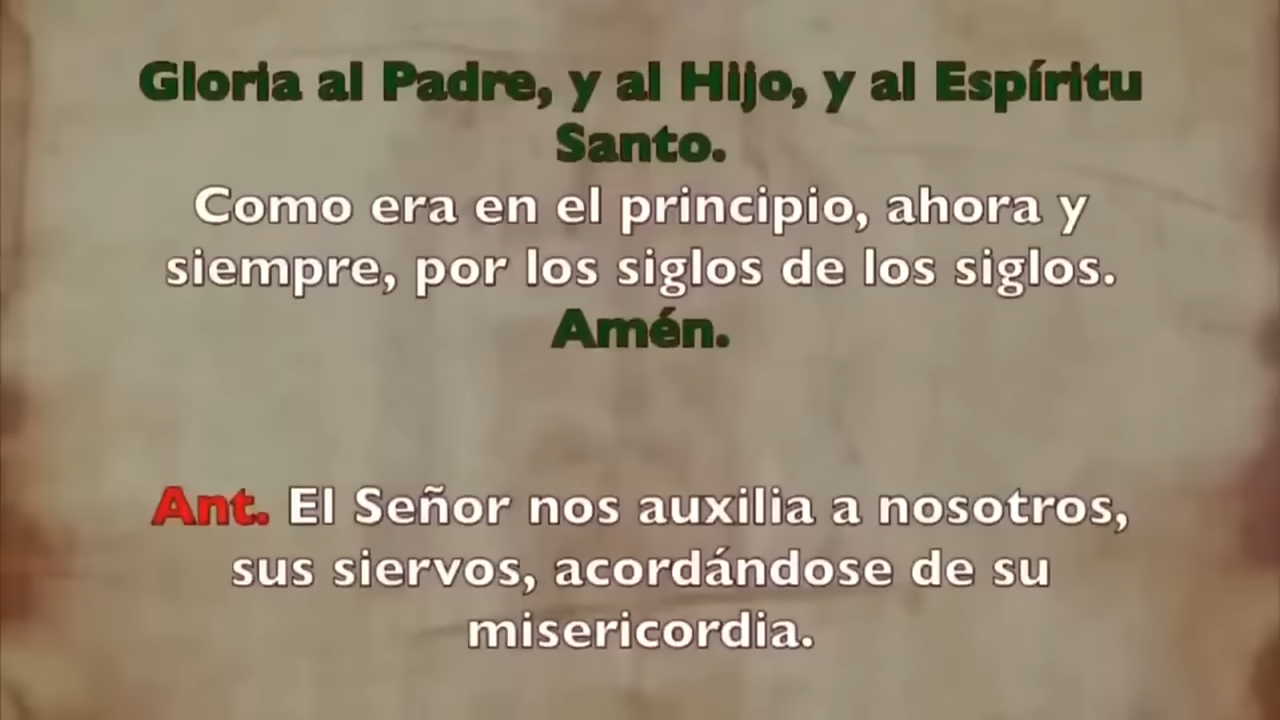 Gloria al Padre, y al Hijo, y al Espíritu
Santo.
Como era en el principio, ahora y
siempre, por los siglos de los siglos.
Amén.
Ant. El Señor nos auxilia a nosotros,
sus siervos, acordándose de su
misericordia.